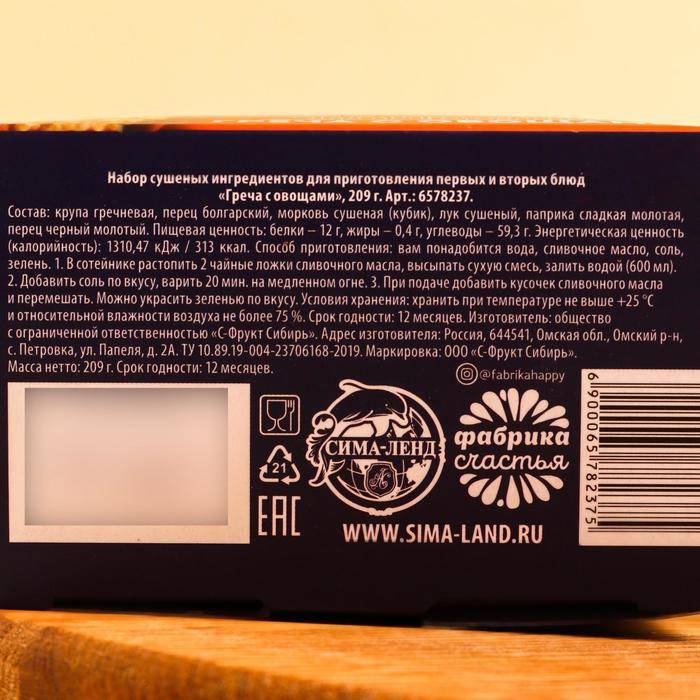 Набор сушеных ингредиентов для приготовления первых и вторых блюд
«Греча с овощами», 209 г. Арт.: 6578237.
Состав: крупа гречневая, перец болгарский, морковь сушеная (кубик), лук сушеный, паприка сладкая молотая,
перец черный молотый. Пищевая ценность: белки – 12 г, жиры – 0,4 г, углеводы – 59,3 г. Энергетическая ценность
(калорийность): 1310,47 кДж / 313 ккал. Способ приготовления: вам понадобится вода, сливочное масло, соль,
зелень. 1. В сотейнике растопить 2 чайные ложки сливочного масла, высыпать сухую смесь, залить водой (600 мл).
2. Добавить соль по вкусу, варить 20 мин. на медленном огне. 3. При подаче добавить кусочек сливочного масла
и перемешать. Можно украсить зеленью по вкусу. Условия хранения: хранить при температуре не выше +25 °С
и относительной влажности воздуха не более 75 %. Срок годности: 12 месяцев. Изготовитель: общество
с ограниченной ответственностью «С-Фрукт Сибирь». Адрес изготовителя: Россия, 644541, Омская обл., Омский р-н,
с. Петровка, ул. Папеля, д. 2А. ТУ 10.89.19-004-23706168-2019. Маркировка: ООО «С-Фрукт Сибирь».
Масса нетто: 209 г. Срок годности: 12 месяцев.
@fabrikahappy
21
EAC
СИМА-ЛЕНД
фабрика
счастья
WWW.SIMA-LAND.RU
6900065782375